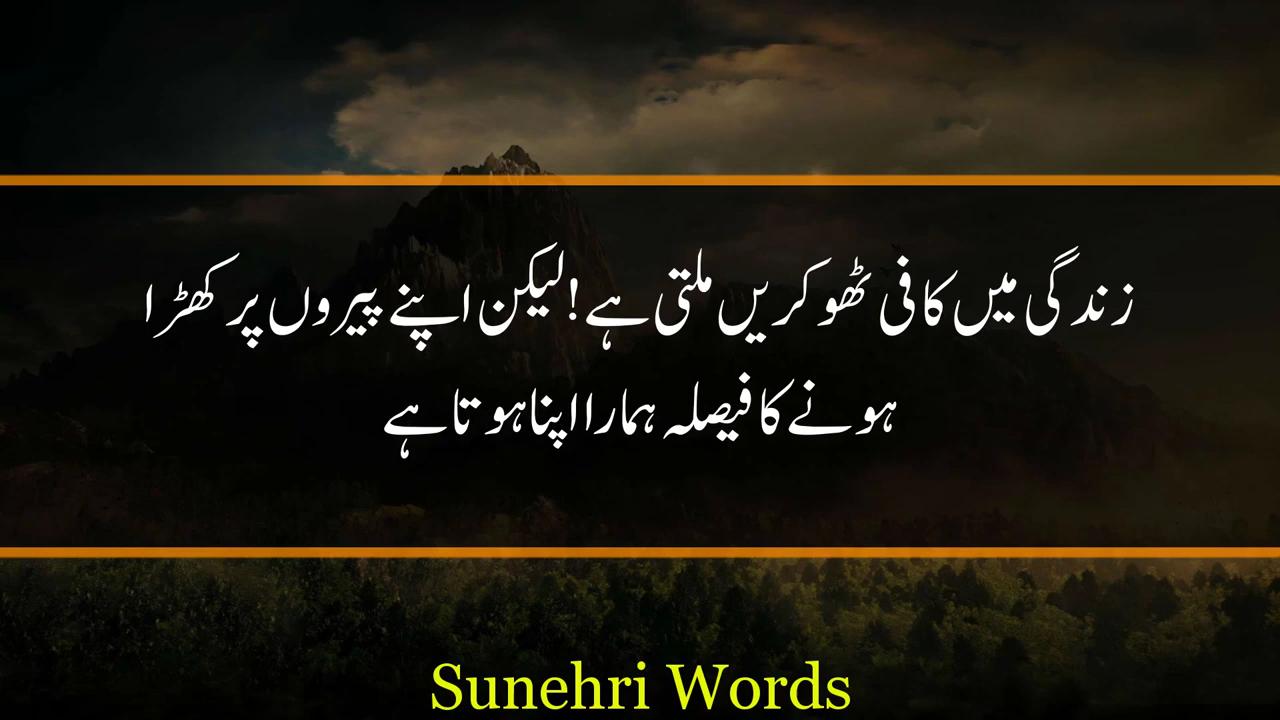 زندگی میں کافی ٹھوکریں ملتی ہے! لیکن اپنے پیروں پر کھڑا
ہونے کا فیصلہ ہمارا اپنا ہوتا ہے
Sunehri Words